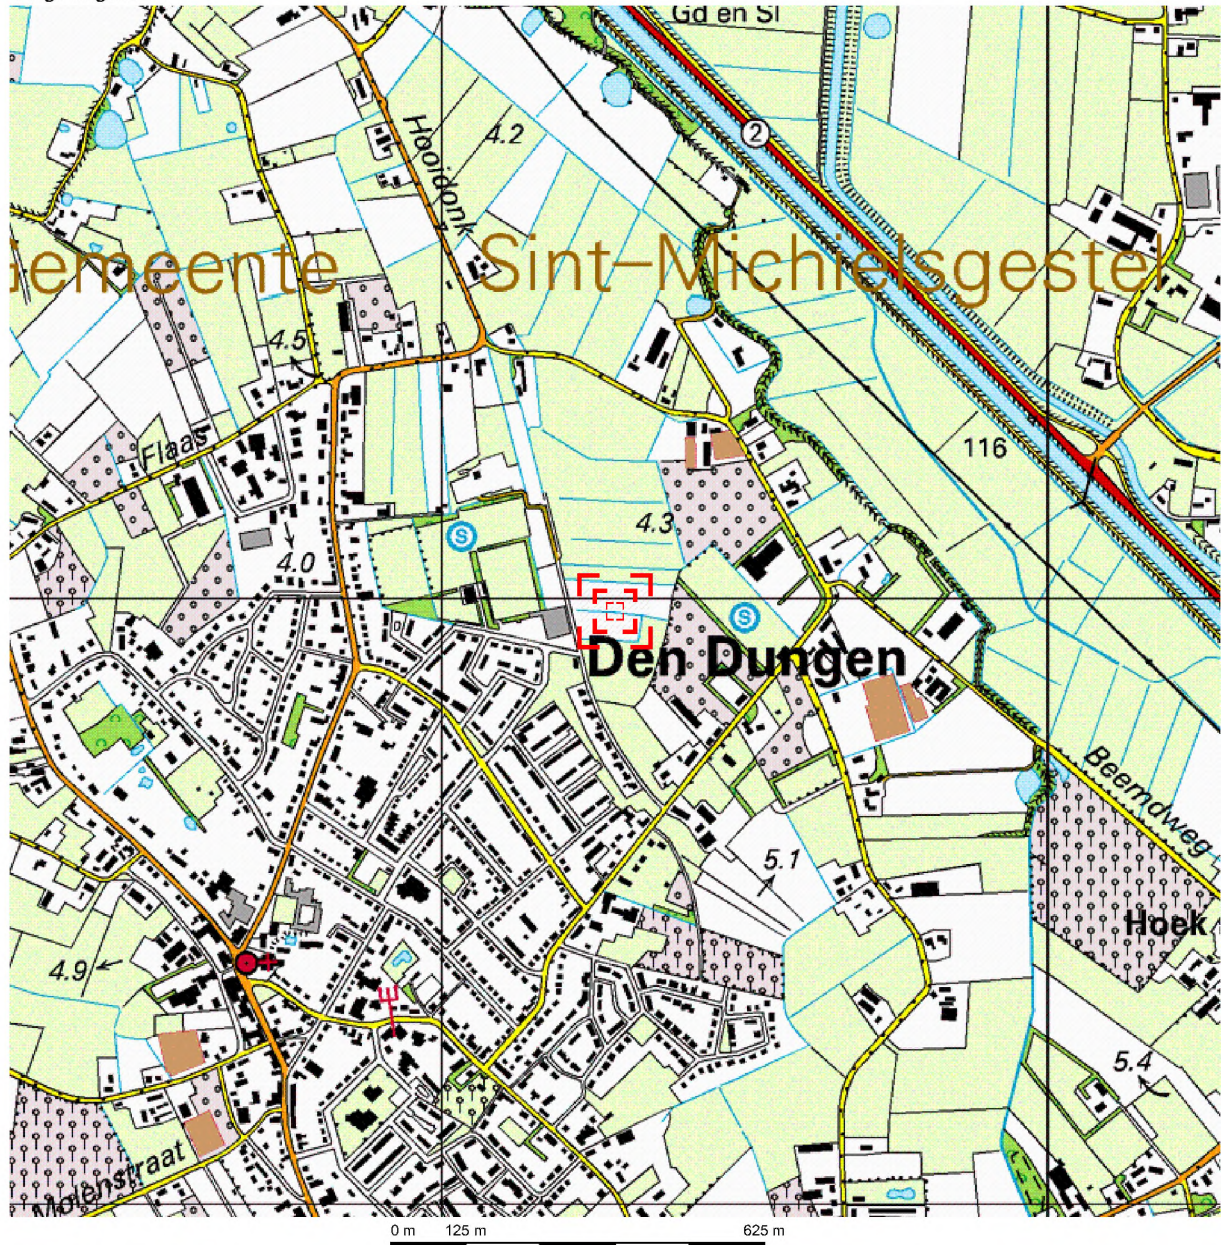 Gd en Sl
2
Hooidonk
4.2
Gemeente Sint-Michielsgestel
4.5
Flaas
116
S
4.3
4.0
S
Den Dungen
Beemdweg
5.1
Hoek
4.9
5.4
Molenstraat
0 m 125 m 625 m